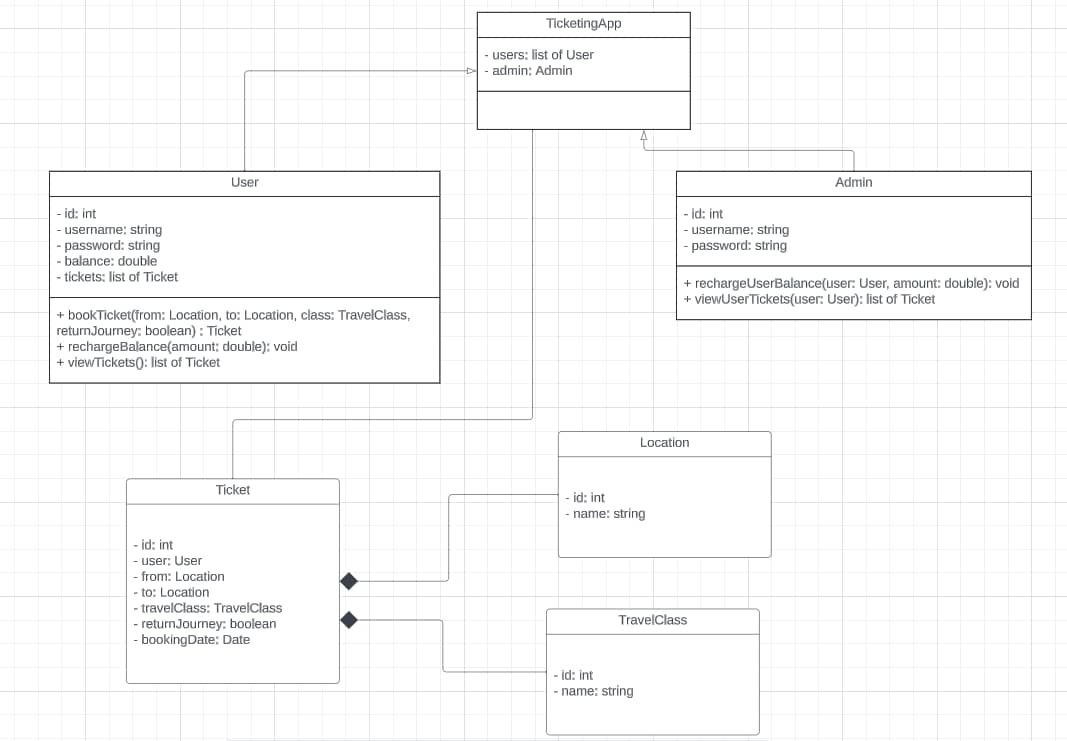 TicketingApp
- users: list of User
- admin: Admin
User
- id: int
- username: string
- password: string
- balance: double
- tickets: list of Ticket
+ bookTicket(from: Location, to: Location, class: TravelClass,
returnJourney: boolean) : Ticket
+ rechargeBalance(amount: double): void
+ viewTickets(): list of Ticket
Admin
- id: int
- username: string
- password: string
+ rechargeUserBalance(user: User, amount: double): void
+ viewUserTickets(user: User): list of Ticket
Location
- id: int
- name: string
Ticket
- id: int
- user: User
- from: Location
- to: Location
- travelClass: TravelClass
- returnJourney: boolean
- bookingDate: Date
TravelClass
- id: int
- name: string